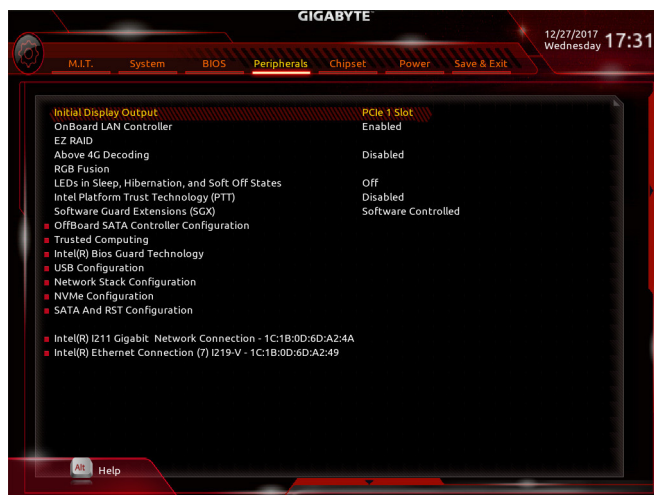 GIGABYTE™
12/27/2017
Wednesday 17:31
M.I.T. System BIOS Peripherals Chipset Power Save & Exit
Initial Display Output PCIe 1 Slot
OnBoard LAN Controller Enabled
EZ RAID
Above 4G Decoding Disabled
RGB Fusion
LEDs in Sleep, Hibernation, and Soft Off States Off
Intel Platform Trust Technology (PTT) Disabled
Software Guard Extensions (SGX) Software Controlled
OffBoard SATA Controller Configuration
Trusted Computing
Intel(R) Bios Guard Technology
USB Configuration
Network Stack Configuration
NVMe Configuration
SATA And RST Configuration
Intel(R) I211 Gigabit Network Connection - 1C:1B:0D:6D:A2:4A
Intel(R) Ethernet Connection (7) I219-V - 1C:1B:0D:6D:A2:49
Alt Help